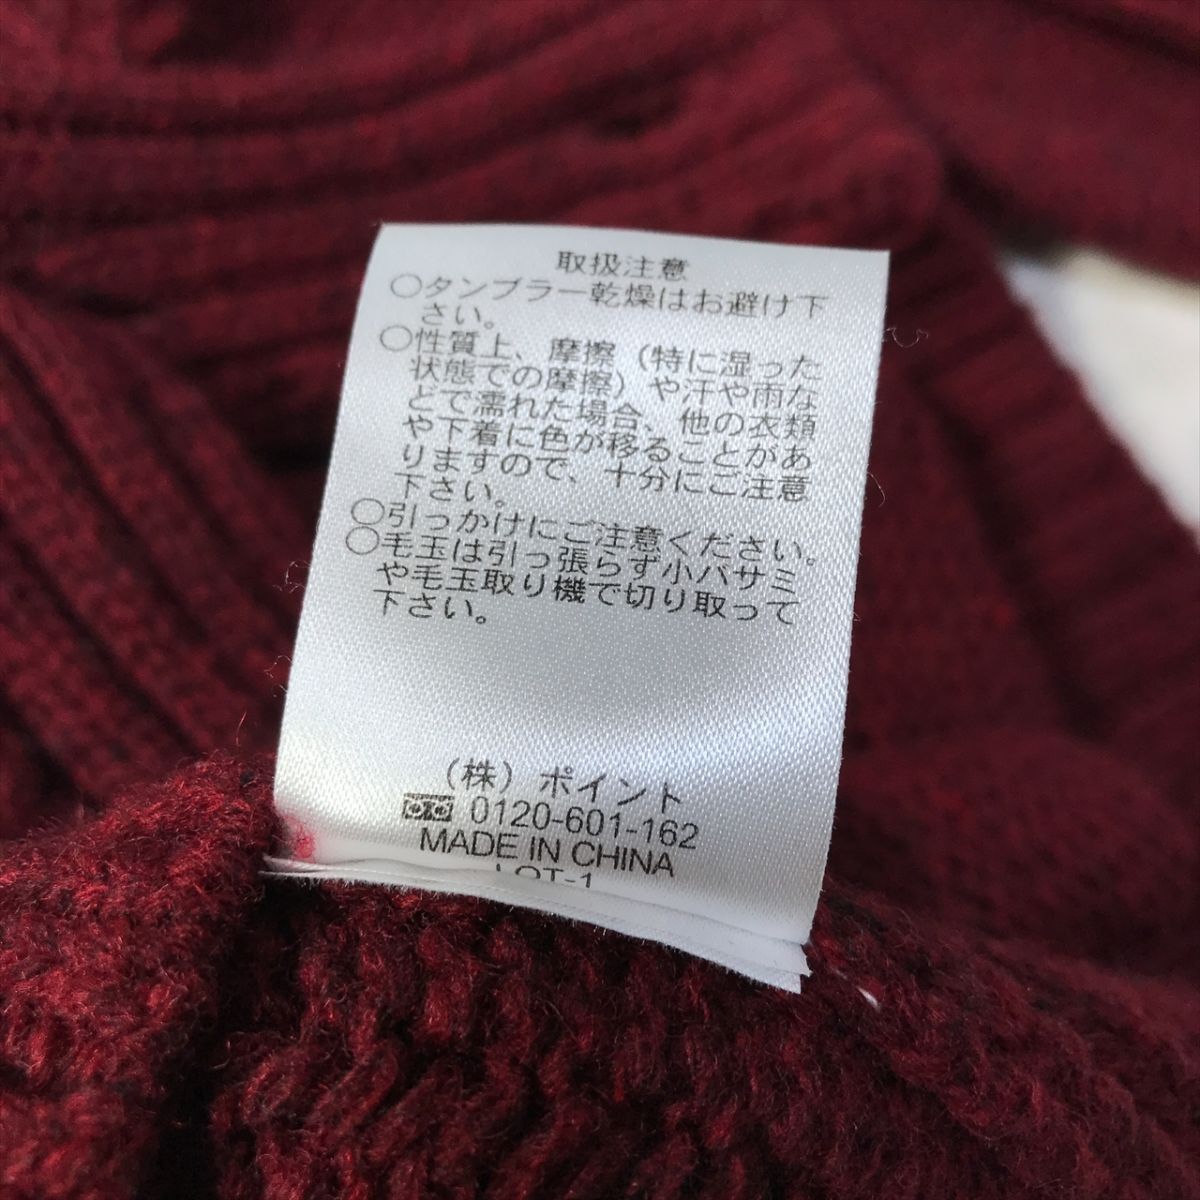 取扱注意
○タンブラー乾燥はお避け下
さい。
○性質上、摩擦（特に湿った
状態での摩擦）や汗や雨な
どで濡れた場合、他の衣類
や下着に色が移ることがあ
りますので、十分にご注意
下さい。
○引っかけにご注意ください。
○毛玉は引っ張らず小バサミ
や毛玉取り機で切り取って
下さい。
（株）ポイント
0120-601-162
MADE IN CHINA
LOT-1